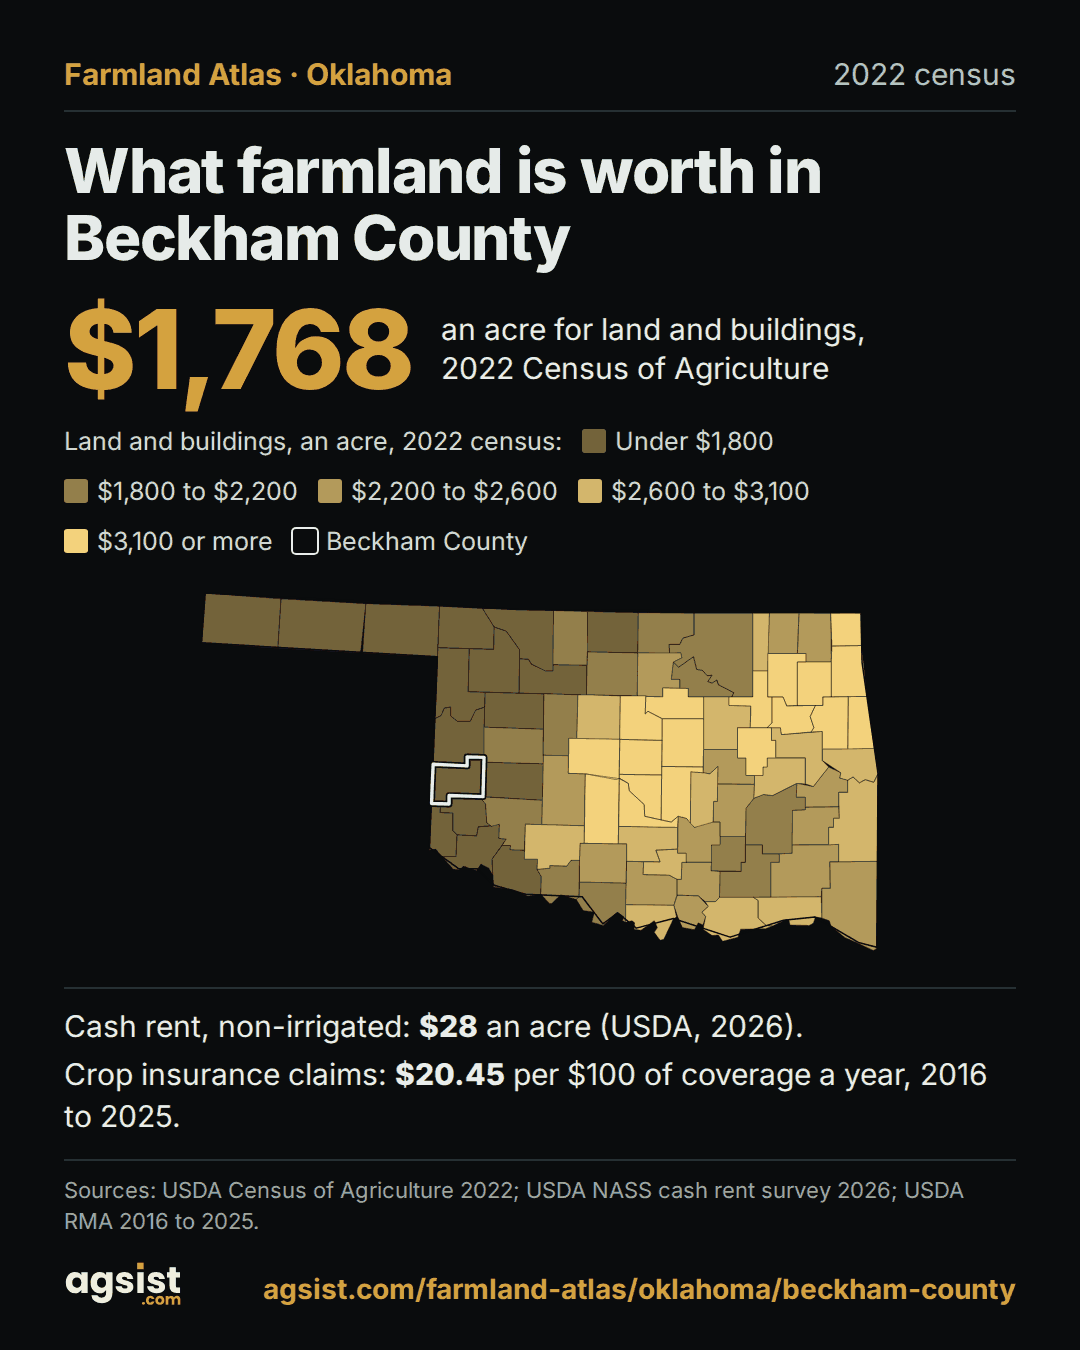 Farmland Atlas · Oklahoma
2022 census
What farmland is worth in
Beckham County
$1,768
an acre for land and buildings,
2022 Census of Agriculture
Land and buildings, an acre, 2022 census:
Under $1,800
$1,800 to $2,200
$2,200 to $2,600
$2,600 to $3,100
$3,100 or more
Beckham County
Cash rent, non-irrigated: $28 an acre (USDA, 2026).
Crop insurance claims: $20.45 per $100 of coverage a year, 2016
to 2025.
Sources: USDA Census of Agriculture 2022; USDA NASS cash rent survey 2026; USDA
RMA 2016 to 2025.
agsist
.com
agsist.com/farmland-atlas/oklahoma/beckham-county